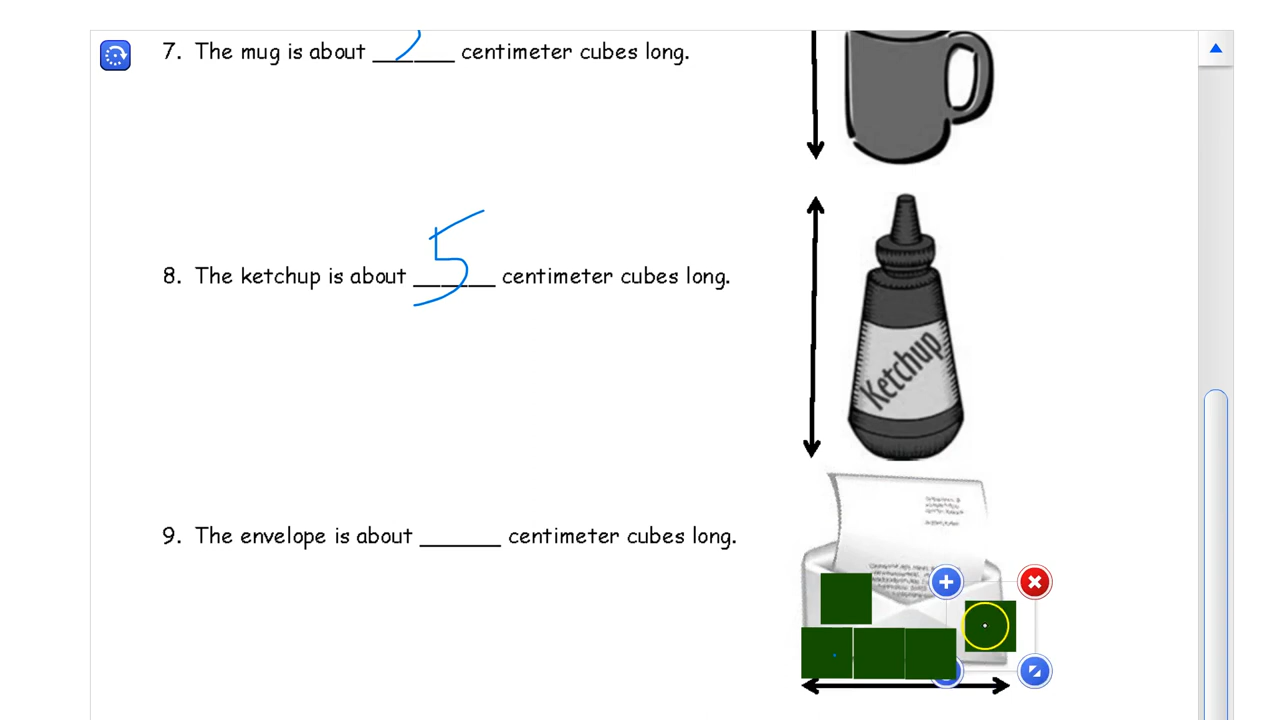 7. The mug is about ______ centimeter cubes long.
8. The ketchup is about __5__ centimeter cubes long.
Ketchup
9. The envelope is about ______ centimeter cubes long.